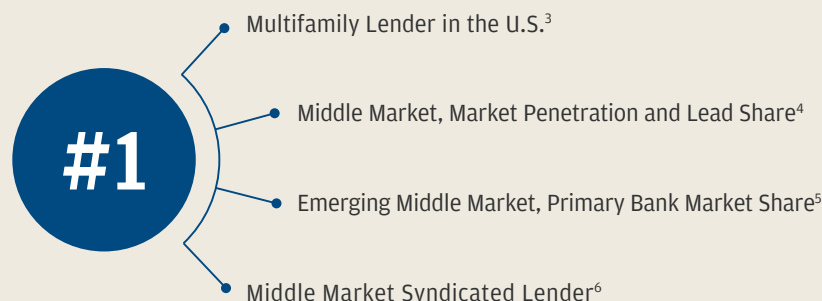 #1
Multifamily Lender in the U.S.³
Middle Market, Market Penetration and Lead Share⁴
Emerging Middle Market, Primary Bank Market Share⁵
Middle Market Syndicated Lender⁶